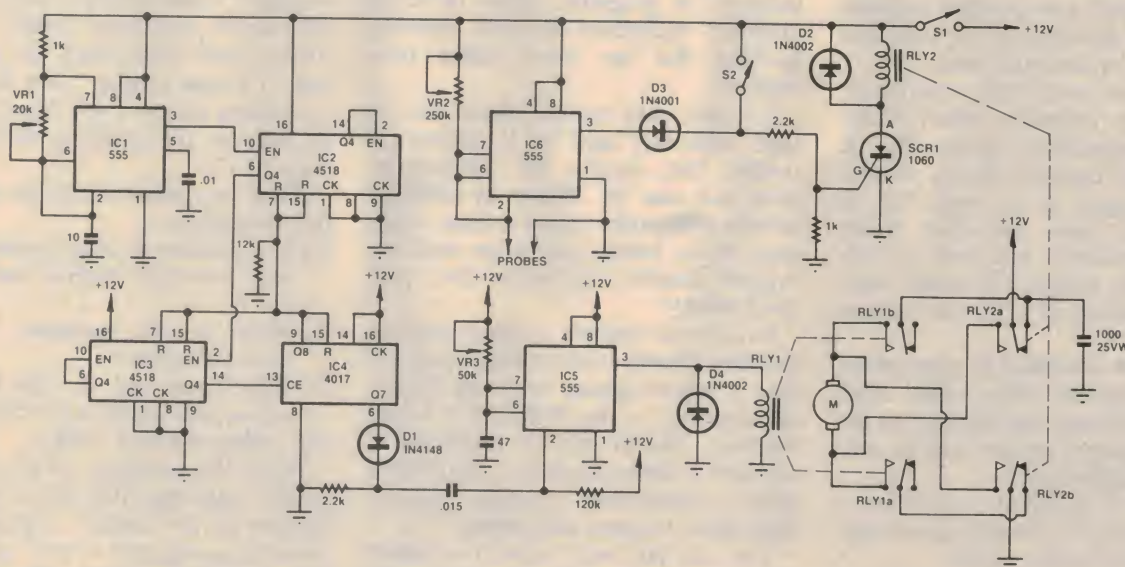 1k
VR1
20k
7
8
4
6
3
5
2
1
IC1
555
.01
10
16
14
Q4
2
EN
10
EN
6
Q4
IC2
4518
R
R
CK
CK
7
15
1
8
9
12k
VR2
250k
4
8
7
6
2
3
1
IC6
555
PROBES
D3
1N4001
S2
2.2k
1k
D2
1N4002
RLY2
S1
+12V
A
G
K
SCR1
1060
+12V
16
7
15
R
R
EN
10
EN
6
Q4
IC3
4518
Q4
2
14
CK
CK
1
8
9
+12V
9
15
14
16
Q8
R
CK
13
CE
IC4
4017
Q7
8
6
D1
IN4148
2.2k
.015
120k
+12V
+12V
VR3
50k
4
8
7
6
3
2
1
IC5
555
47
D4
1N4002
RLY1
M
+12V
RLY1b
RLY2a
RLY1a
RLY2b
1000
25VW